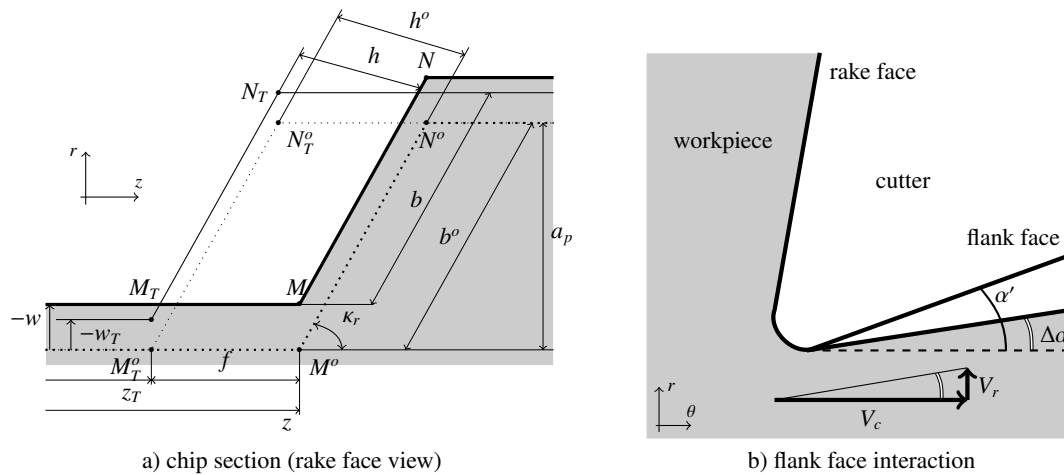 h^o
h
N
N_T
N_T^o
N^o
r
z
b
b^o
a_p
M_T
M
−w
−w_T
κ_r
M_T^o
f
M^o
z_T
z
a) chip section (rake face view)
rake face
workpiece
cutter
flank face
α′
Δα
V_r
V_c
r
θ
b) flank face interaction